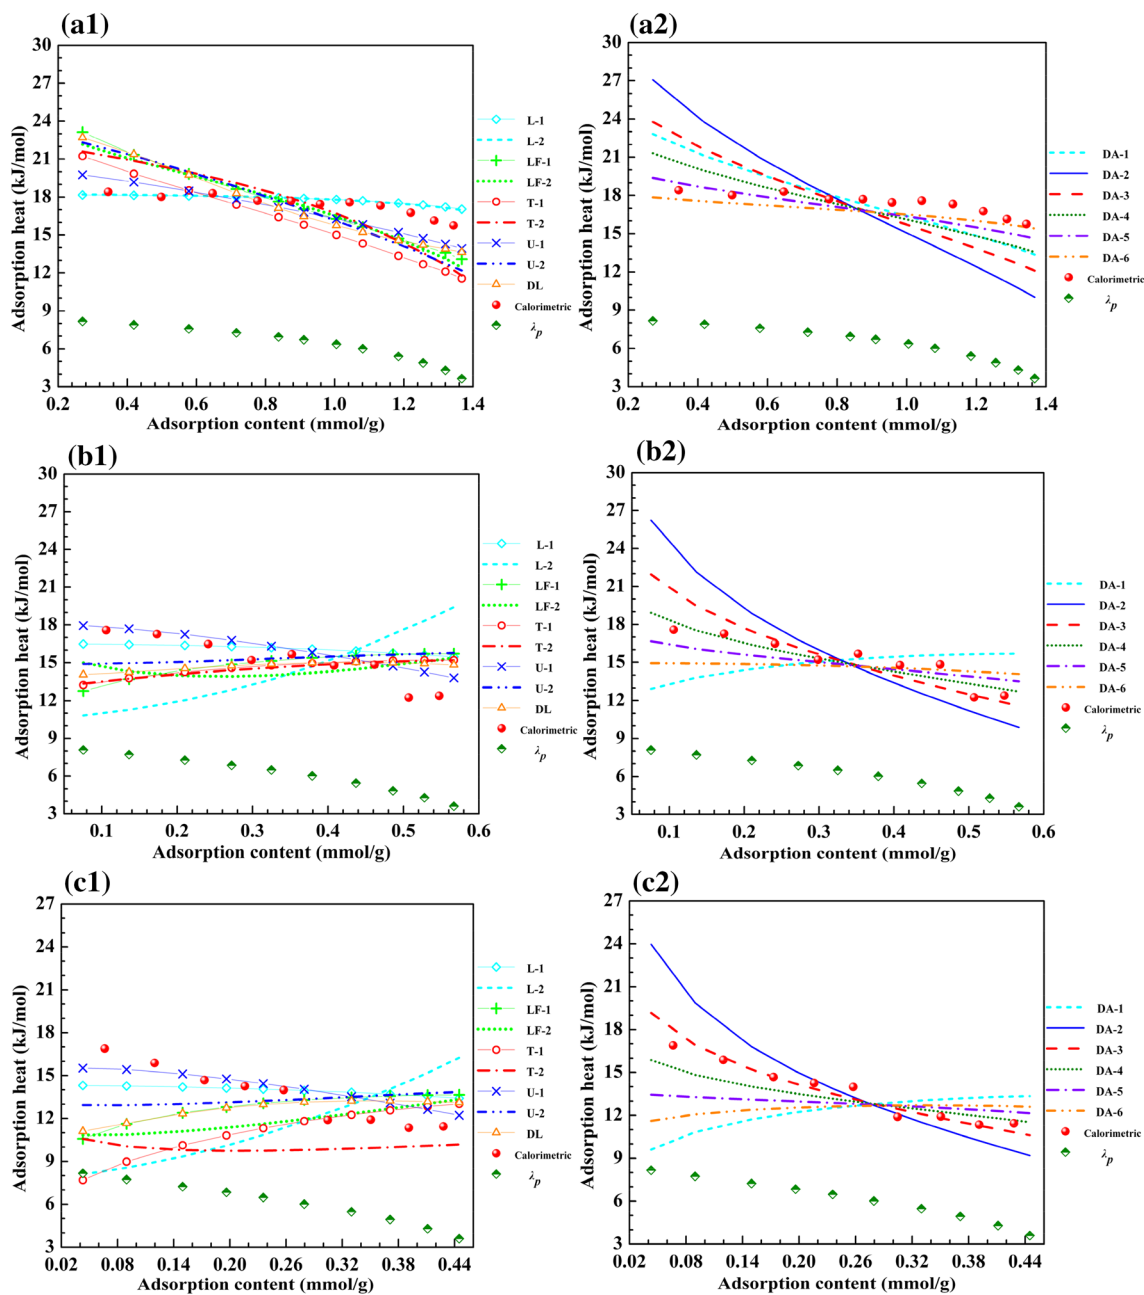 (a1)
30
27
24
21
18
15
12
9
6
3
Adsorption heat (kJ/mol)
0.2 0.4 0.6 0.8 1.0 1.2 1.4
Adsorption content (mmol/g)
L-1
L-2
LF-1
LF-2
T-1
T-2
U-1
U-2
DL
Calorimetric
λp
(a2)
30
27
24
21
18
15
12
9
6
3
Adsorption heat (kJ/mol)
0.2 0.4 0.6 0.8 1.0 1.2 1.4
Adsorption content (mmol/g)
DA-1
DA-2
DA-3
DA-4
DA-5
DA-6
Calorimetric
λp
(b1)
30
27
24
21
18
15
12
9
6
3
Adsorption heat (kJ/mol)
0.1 0.2 0.3 0.4 0.5 0.6
Adsorption content (mmol/g)
L-1
L-2
LF-1
LF-2
T-1
T-2
U-1
U-2
DL
Calorimetric
λp
(b2)
30
27
24
21
18
15
12
9
6
3
Adsorption heat (kJ/mol)
0.1 0.2 0.3 0.4 0.5 0.6
Adsorption content (mmol/g)
DA-1
DA-2
DA-3
DA-4
DA-5
DA-6
Calorimetric
λp
(c1)
27
24
21
18
15
12
9
6
3
Adsorption heat (kJ/mol)
0.02 0.08 0.14 0.20 0.26 0.32 0.38 0.44
Adsorption content (mmol/g)
L-1
L-2
LF-1
LF-2
T-1
T-2
U-1
U-2
DL
Calorimetric
λp
(c2)
27
24
21
18
15
12
9
6
3
Adsorption heat (kJ/mol)
0.02 0.08 0.14 0.20 0.26 0.32 0.38 0.44
Adsorption content (mmol/g)
DA-1
DA-2
DA-3
DA-4
DA-5
DA-6
Calorimetric
λp